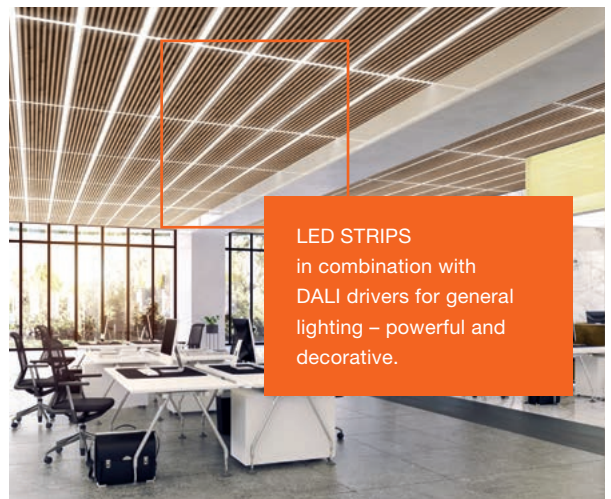 LED STRIPS
in combination with
DALI drivers for general
lighting – powerful and
decorative.